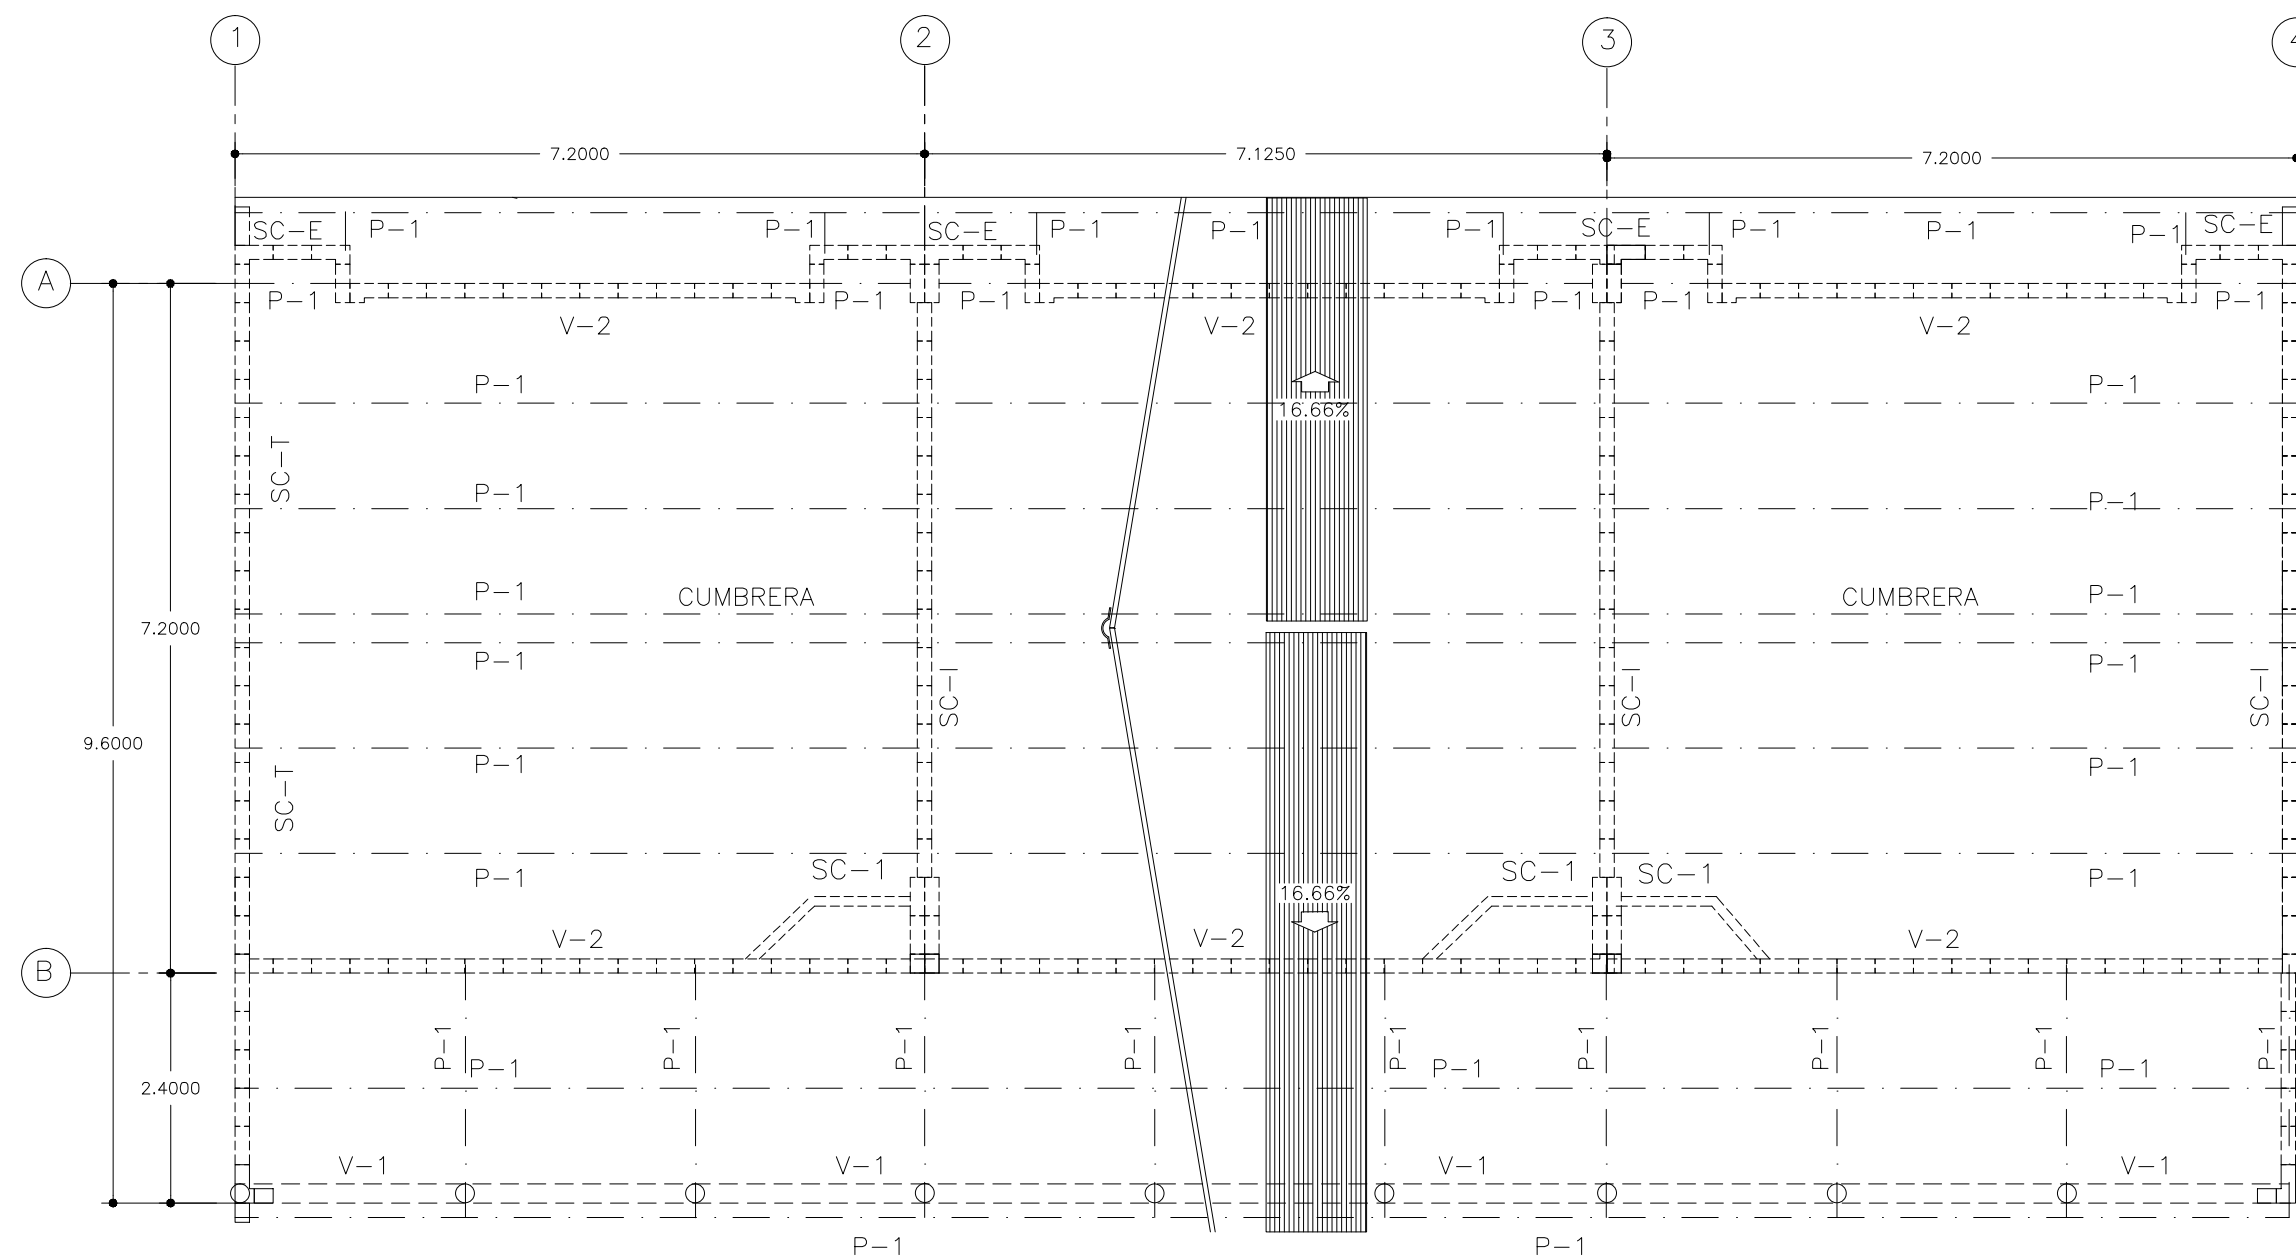 1 2 3 4
7.2000 7.1250 7.2000
SC-E P-1 P-1 SC-E P-1 P-1 P-1 SC-E P-1 P-1 P-1 SC-E
A
P-1 P-1 P-1 P-1 P-1 P-1
V-2 V-2 V-2
P-1 P-1
16.66%
SC-T
P-1 P-1
P-1 CUMBRERA CUMBRERA P-1
7.2000
P-1 P-1
SC-I SC-I SC-I
9.6000
P-1 P-1
SC-T
SC-1 SC-1 SC-1
P-1 P-1
16.66%
V-2 V-2 V-2
B
P-1 P-1 P-1 P-1 P-1 P-1 P-1 P-1 P-1
P-1 P-1 P-1
2.4000
V-1 V-1 V-1 V-1
P-1 P-1